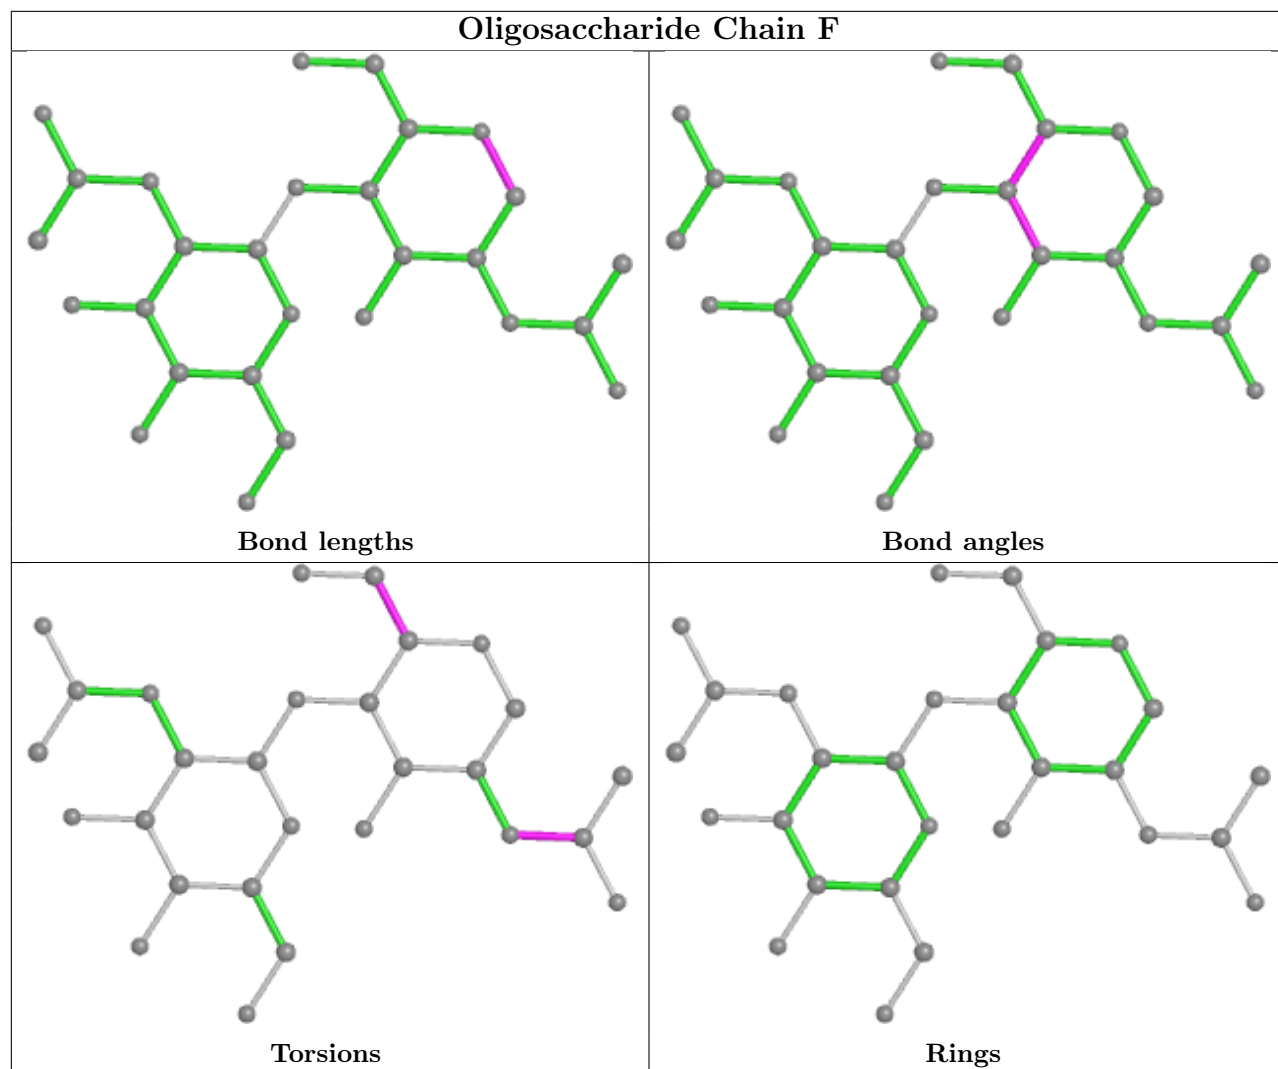 Oligosaccharide Chain F
Bond lengths
Bond angles
Torsions
Rings